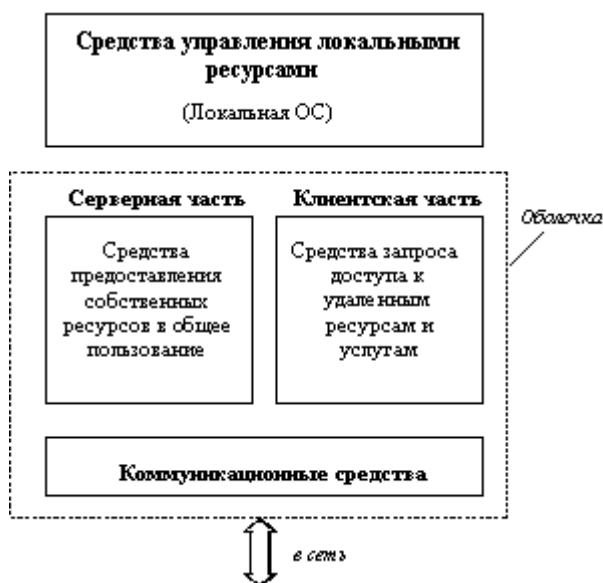 Средства управления локальными
ресурсами
(Локальная ОС)
Серверная часть
Клиентская часть
Оболочка
Средства
предоставления
собственных
ресурсов в общее
пользование
Средства запроса
доступа к
удаленным
ресурсам и
услугам
Коммуникационные средства
в сеть